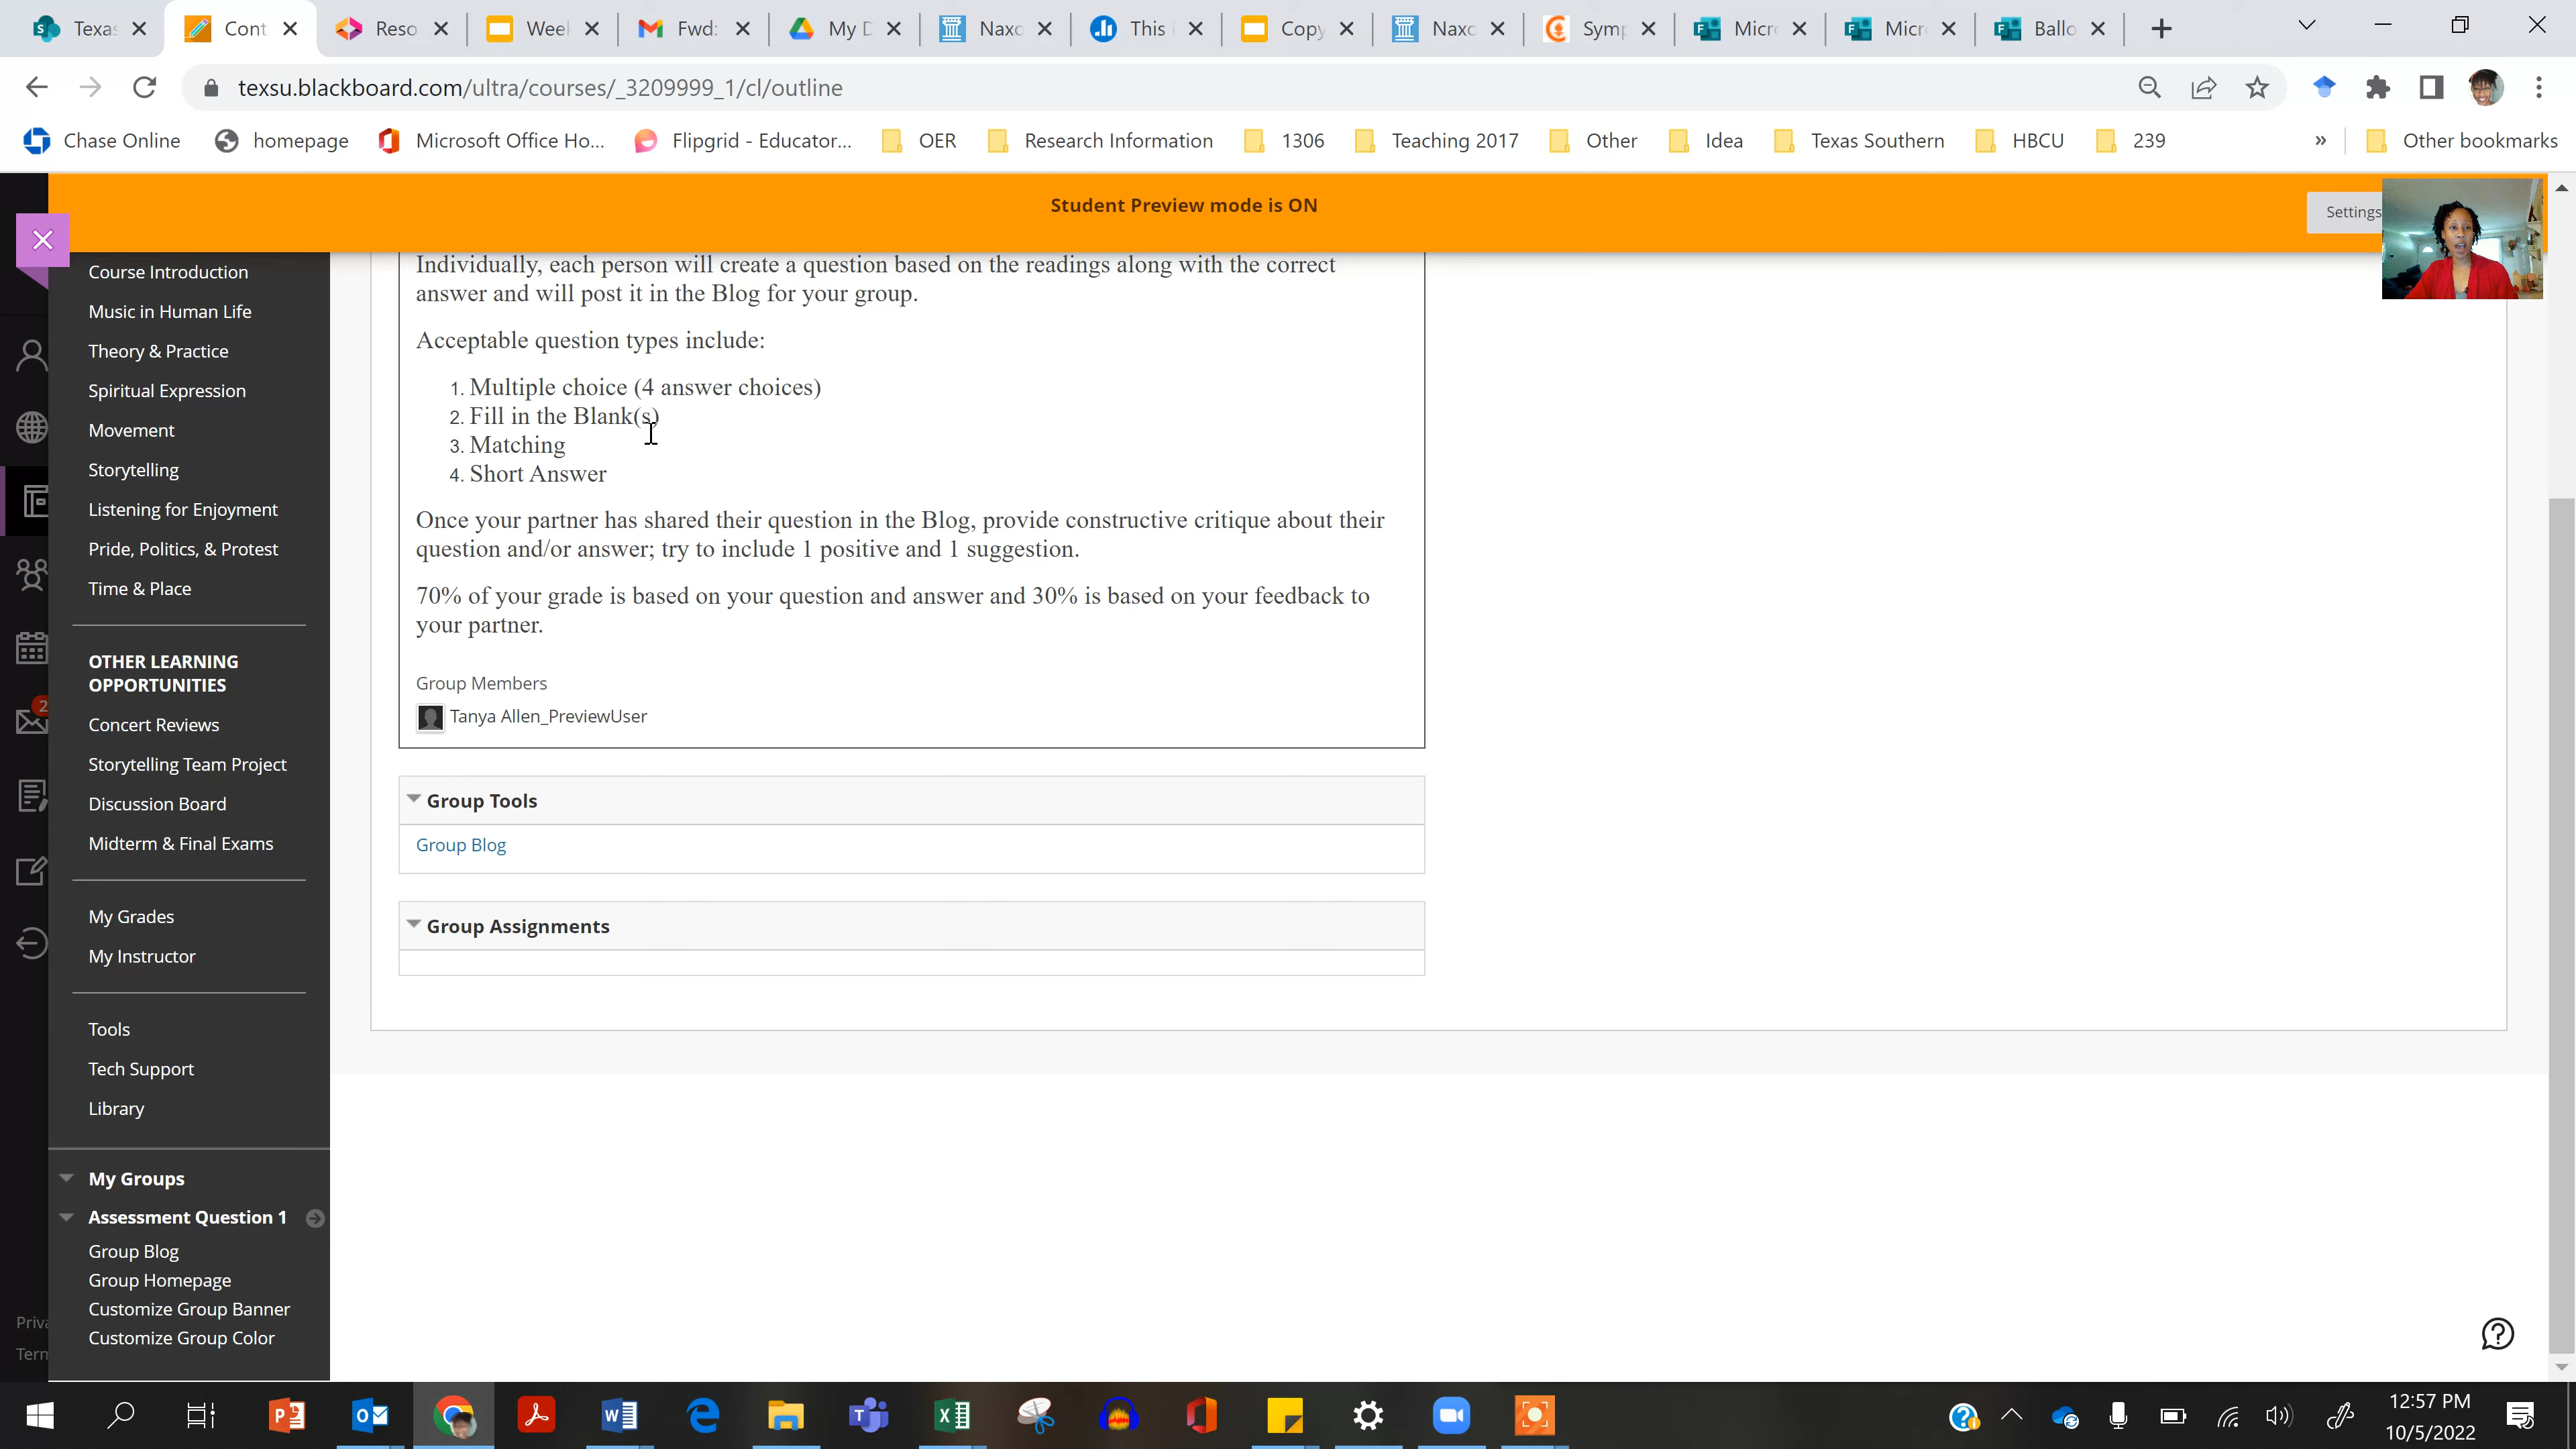 Texas
Cont
Reso
Week
Fwd:
My D
Naxo
This i
Copy
Naxo
Symp
Micro
Micr
Ballo
texsu.blackboard.com/ultra/courses/_3209999_1/cl/outline
Chase Online
homepage
Microsoft Office Ho...
Flipgrid - Educator...
OER
Research Information
1306
Teaching 2017
Other
Idea
Texas Southern
HBCU
239
»
Other bookmarks
Student Preview mode is ON
Settings
Course Introduction
Music in Human Life
Theory & Practice
Spiritual Expression
Movement
Storytelling
Listening for Enjoyment
Pride, Politics, & Protest
Time & Place
OTHER LEARNING
OPPORTUNITIES
Concert Reviews
Storytelling Team Project
Discussion Board
Midterm & Final Exams
My Grades
My Instructor
Tools
Tech Support
Library
My Groups
Assessment Question 1
Group Blog
Group Homepage
Customize Group Banner
Customize Group Color
2
Priva
Term
Individually, each person will create a question based on the readings along with the correct
answer and will post it in the Blog for your group.
Acceptable question types include:
1. Multiple choice (4 answer choices)
2. Fill in the Blank(s)
3. Matching
4. Short Answer
Once your partner has shared their question in the Blog, provide constructive critique about their
question and/or answer; try to include 1 positive and 1 suggestion.
70% of your grade is based on your question and answer and 30% is based on your feedback to
your partner.
Group Members
Tanya Allen_PreviewUser
Group Tools
Group Blog
Group Assignments
12:57 PM
10/5/2022